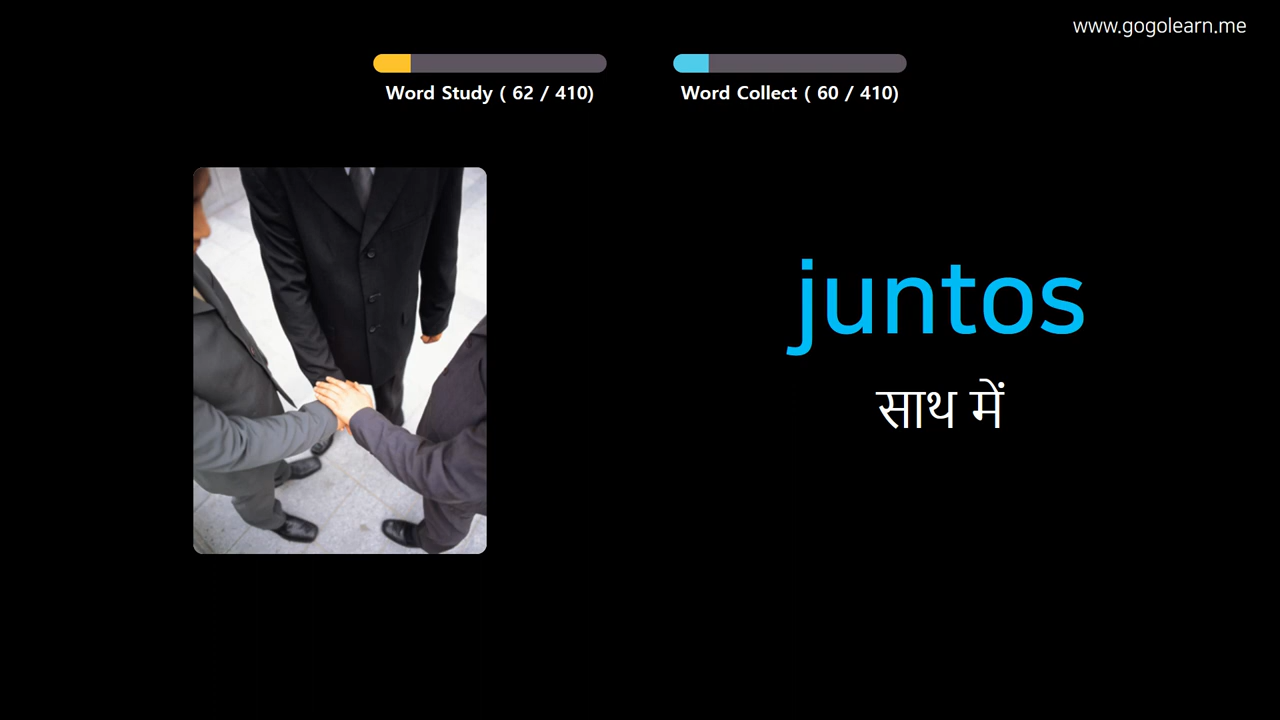 www.gogolearn.me
Word Study ( 62 / 410)
Word Collect ( 60 / 410)
juntos
साथ में